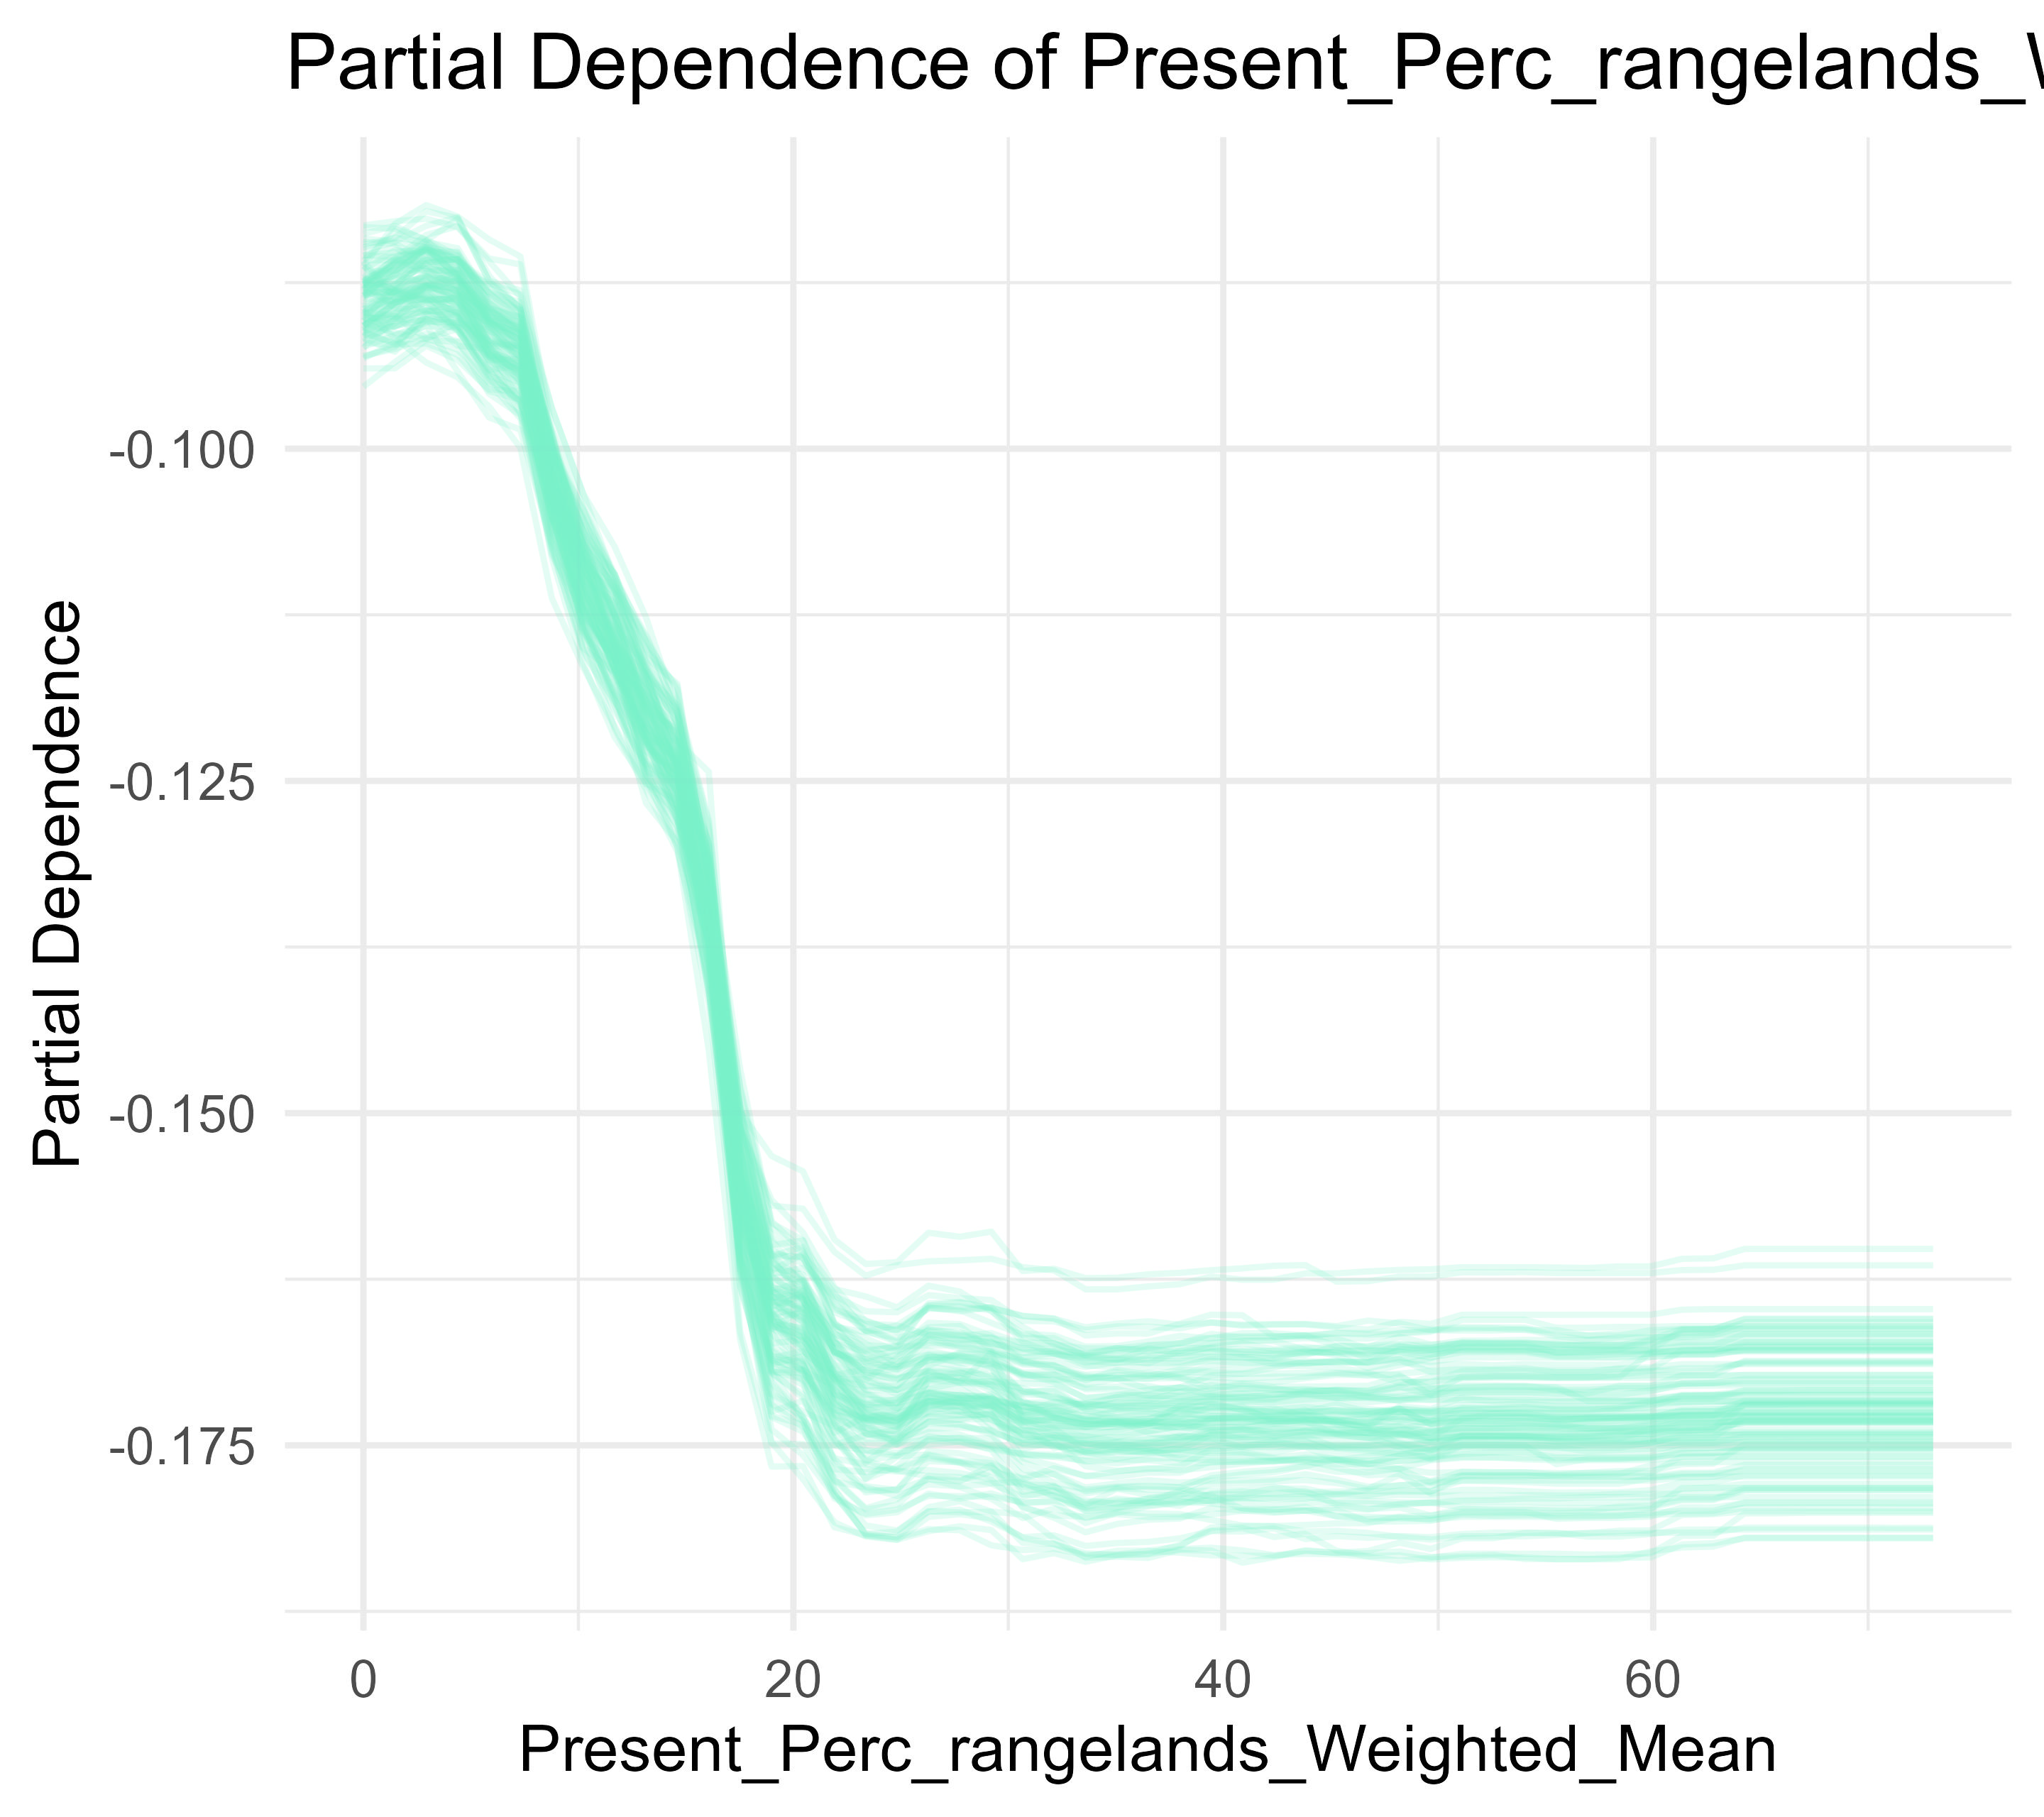 Partial Dependence of Present_Perc_rangelands_
Partial Dependence
-0.100
-0.125
-0.150
-0.175
0 20 40 60
Present_Perc_rangelands_Weighted_Mean